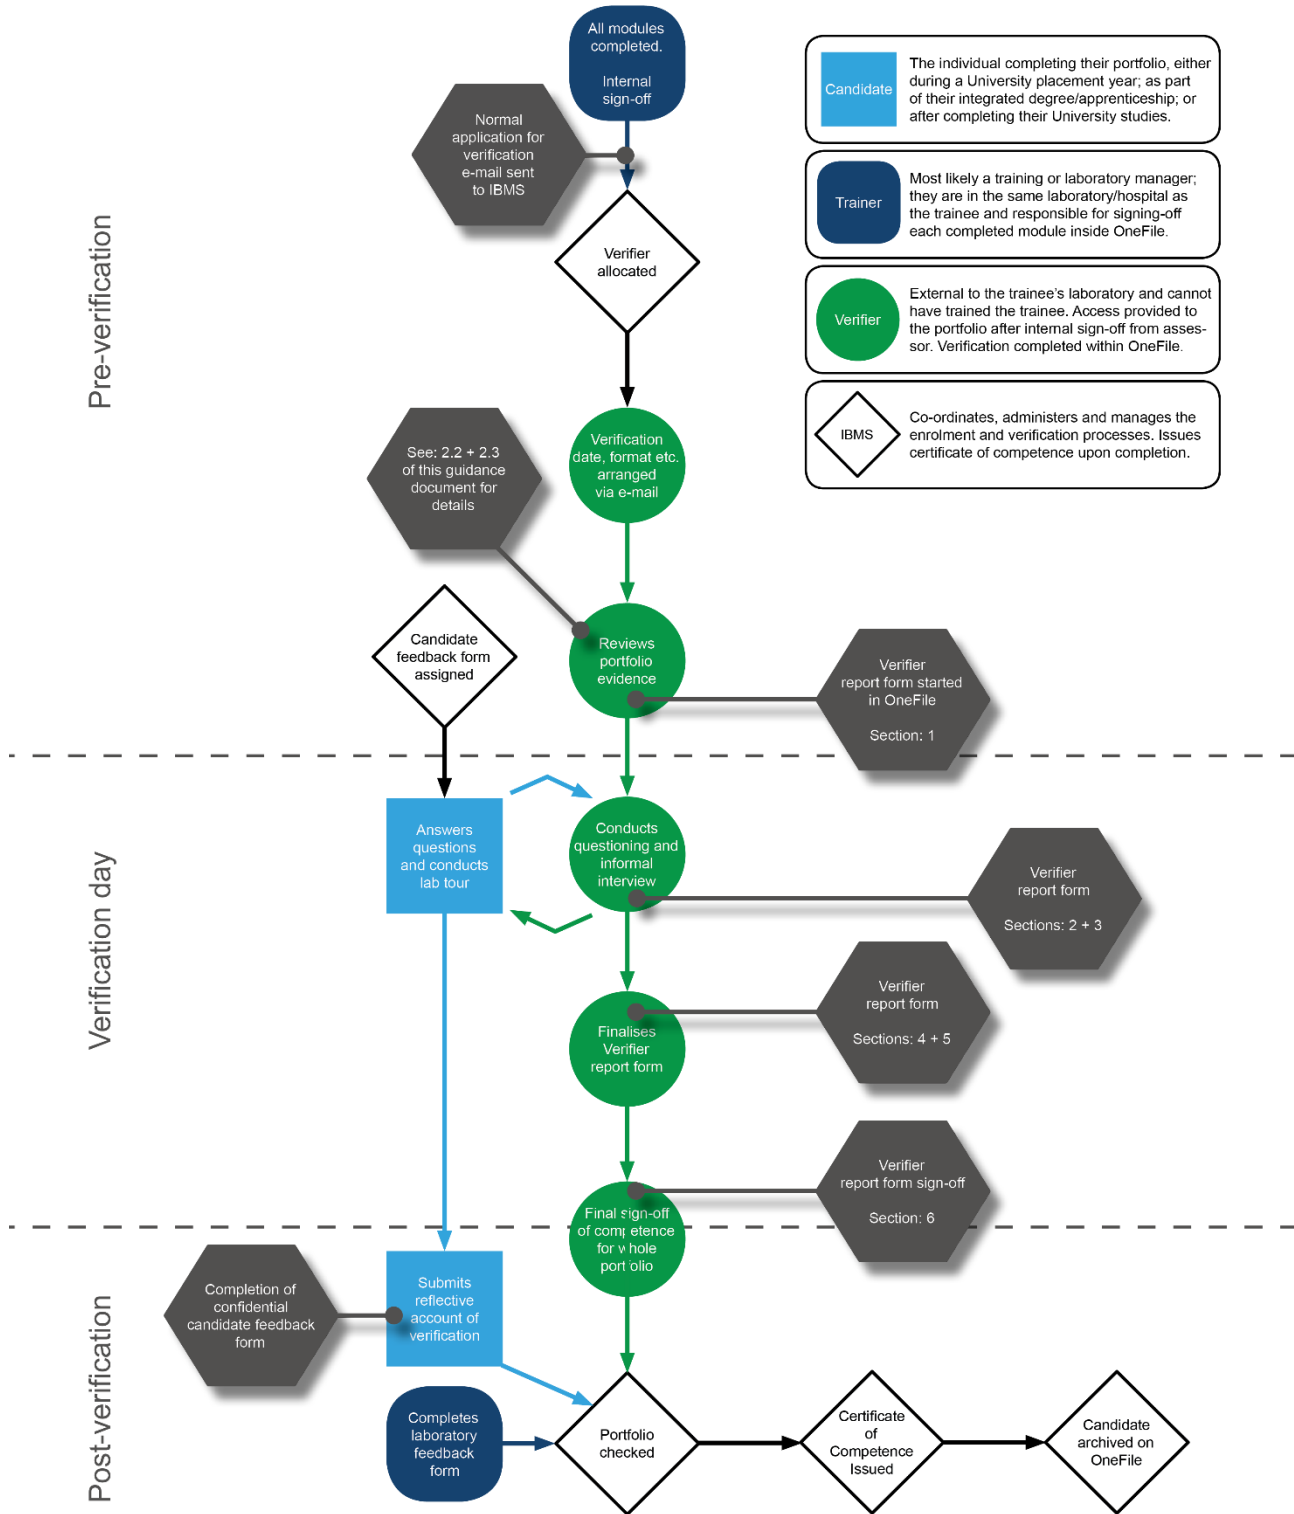 All modules
completed.
Internal
sign-off
Normal
application for
verification
e-mail sent
to IBMS
Verifier
allocated
Candidate
The individual completing their portfolio, either
during a University placement year; as part
of their integrated degree/apprenticeship; or
after completing their University studies.
Trainer
Most likely a training or laboratory manager;
they are in the same laboratory/hospital as
the trainee and responsible for signing-off
each completed module inside OneFile.
Verifier
External to the trainee's laboratory and cannot
have trained the trainee. Access provided to
the portfolio after internal sign-off from asses-
sor. Verification completed within OneFile.
IBMS
Co-ordinates, administers and manages the
enrolment and verification processes. Issues
certificate of competence upon completion.
Pre-verification
See: 2.2 + 2.3
of this guidance
document for
details
Verification
date, format etc.
arranged
via e-mail
Candidate
feedback form
assigned
Reviews
portfolio
evidence
Verifier
report form started
in OneFile
Section: 1
Verification day
Answers
questions
and conducts
lab tour
Conducts
questioning and
informal
interview
Verifier
report form
Sections: 2 + 3
Finalises
Verifier
report form
Verifier
report form
Sections: 4 + 5
Verifier
report form sign-off
Section: 6
Final sign-off
of competence
for whole
portfolio
Post-verification
Completion of
confidential
candidate feedback
form
Submits
reflective
account of
verification
Completes
laboratory
feedback
form
Portfolio
checked
Certificate
of
Competence
Issued
Candidate
archived on
OneFile